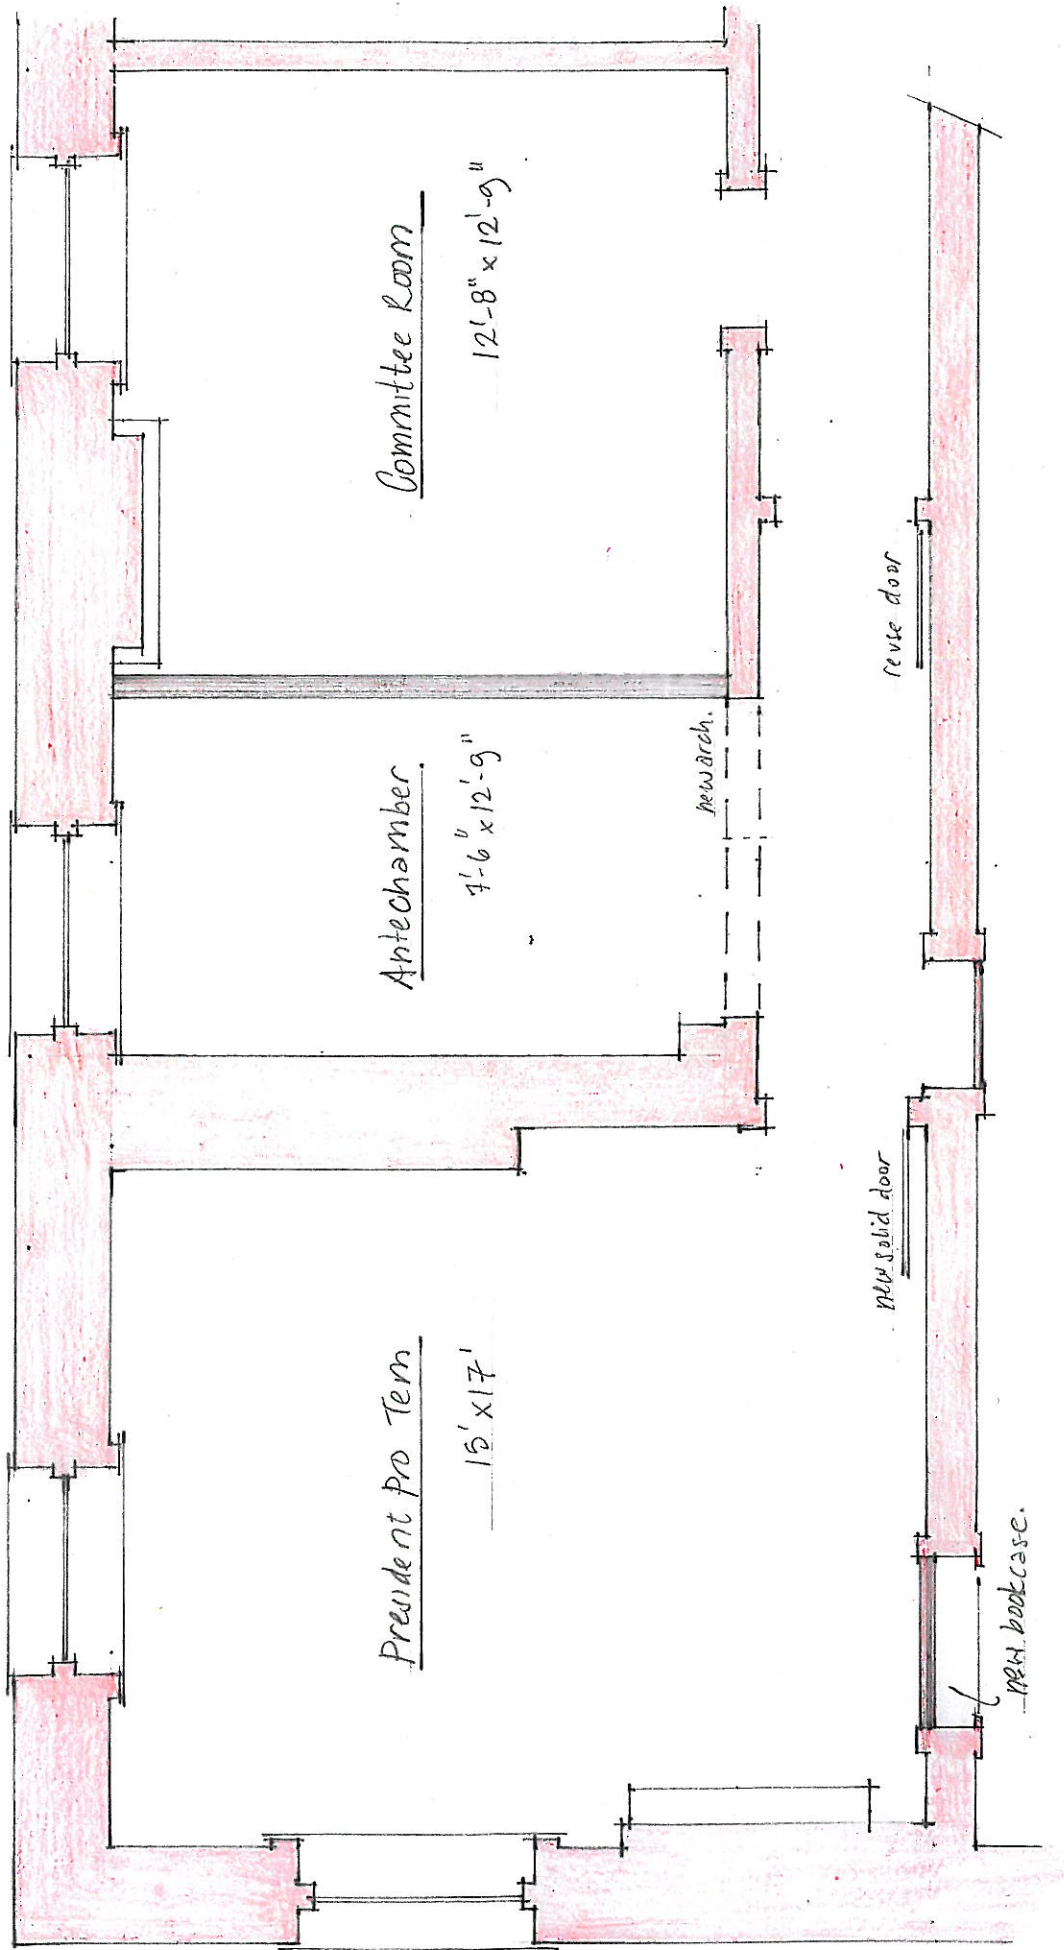 President Pro Tem
15' x 17'
Antechamber
7'-6" x 12'-9"
Committee Room
12'-8" x 12'-9"
new arch.
new solid door
reuse door
new bookcase.